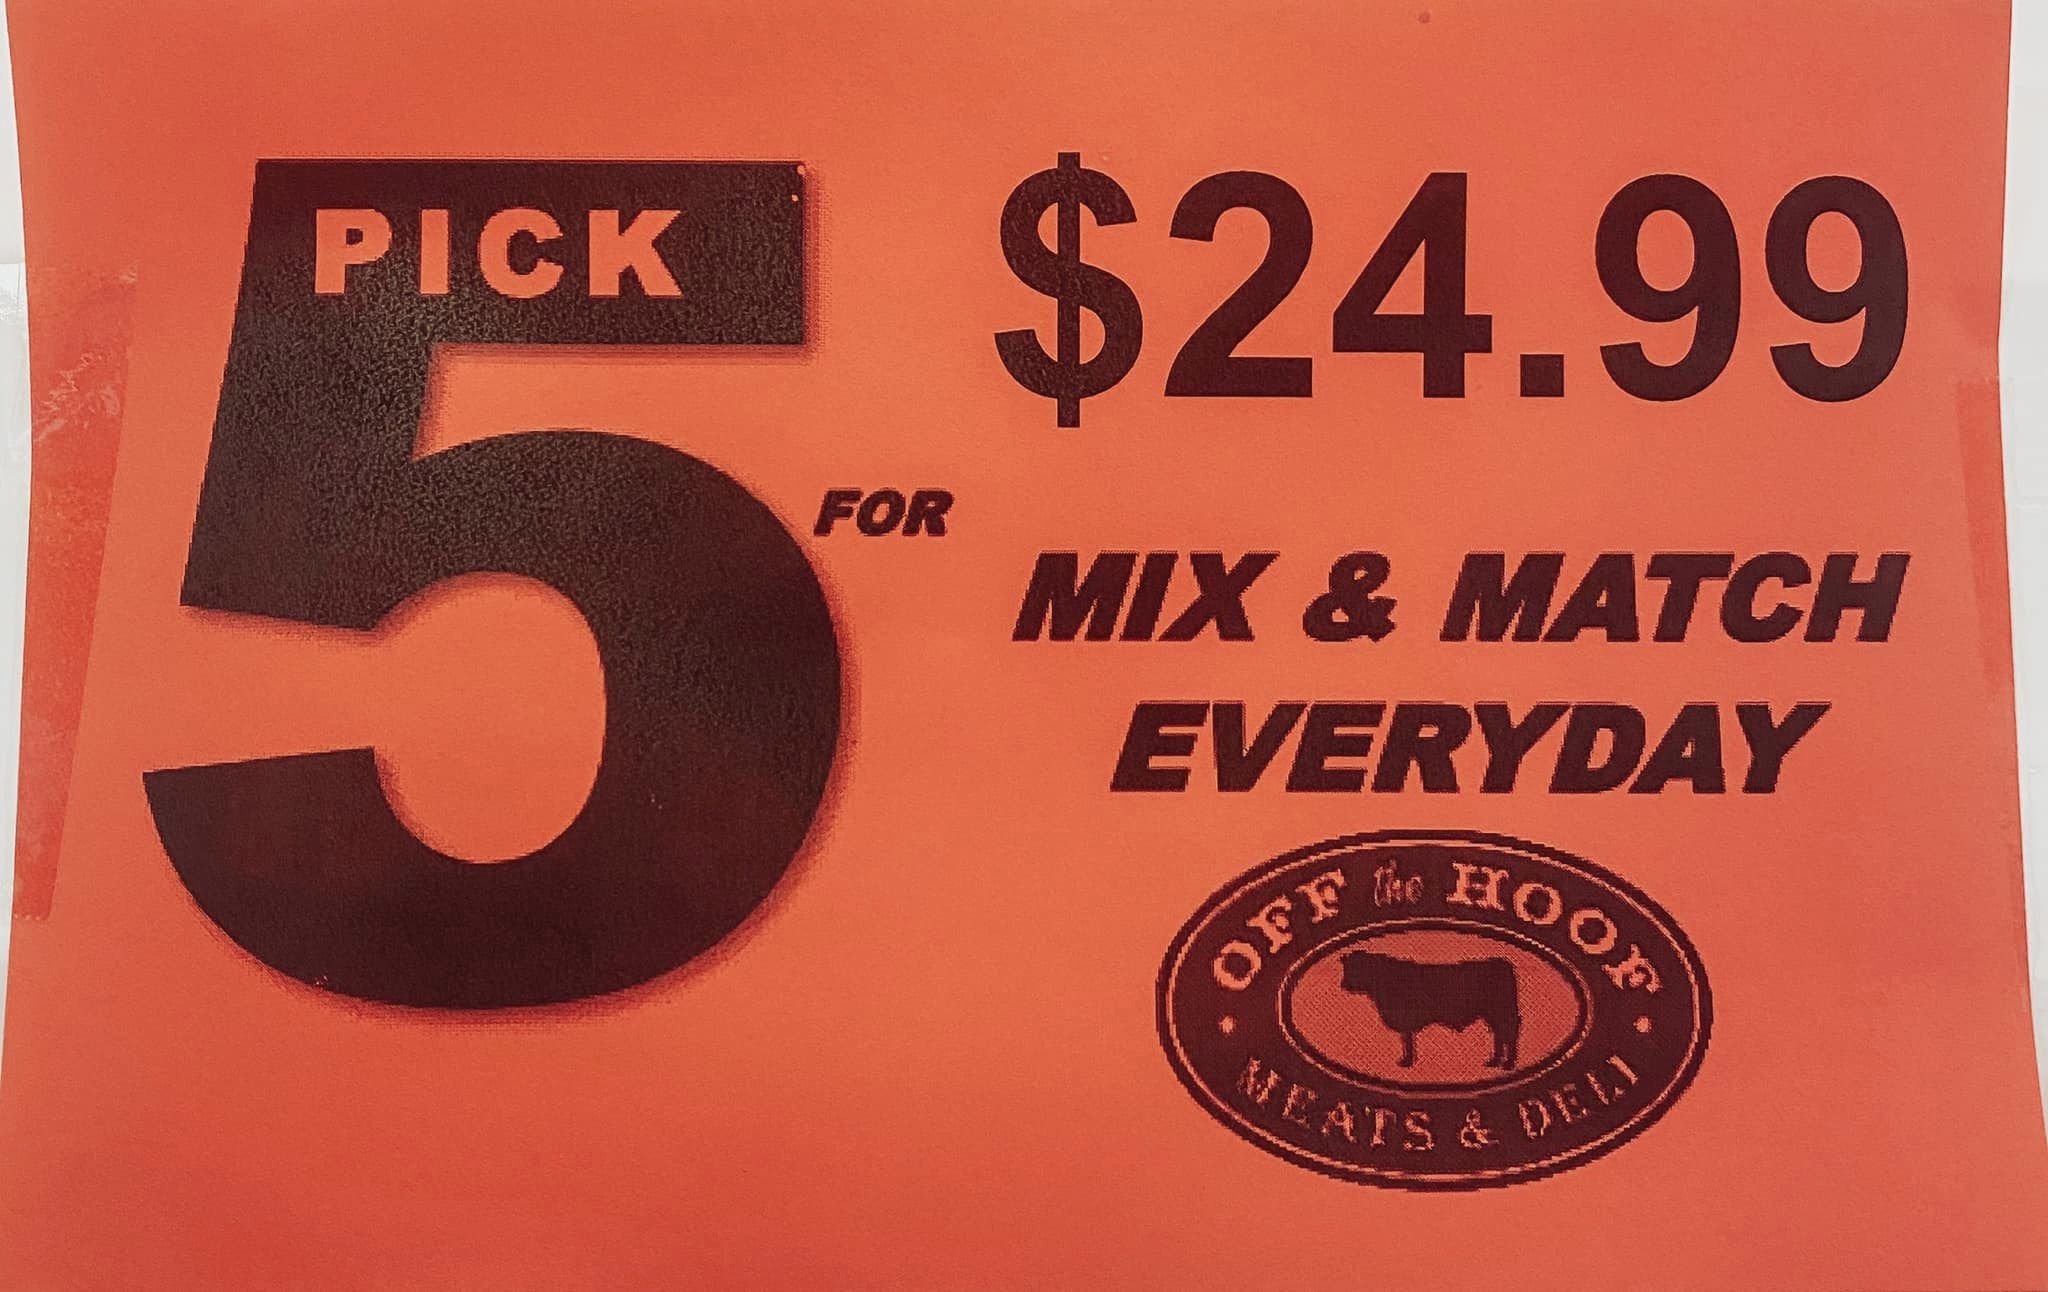 PICK
5
FOR
$24.99
MIX & MATCH
EVERYDAY
OFF the HOOF
MEATS & DELI